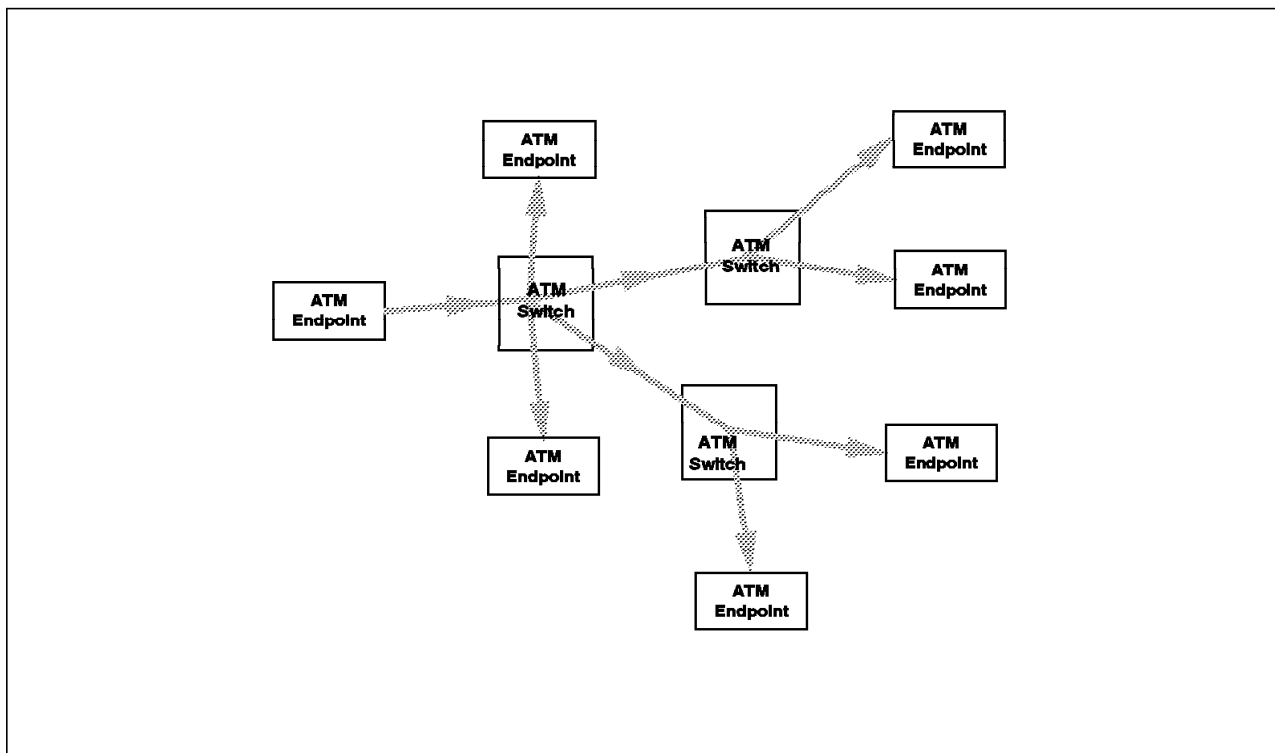 ATM
Endpoint
ATM
Endpoint
ATM
Switch
ATM
Endpoint
ATM
Endpoint
ATM
Switch
ATM
Endpoint
ATM
Switch
ATM
Endpoint
ATM
Endpoint